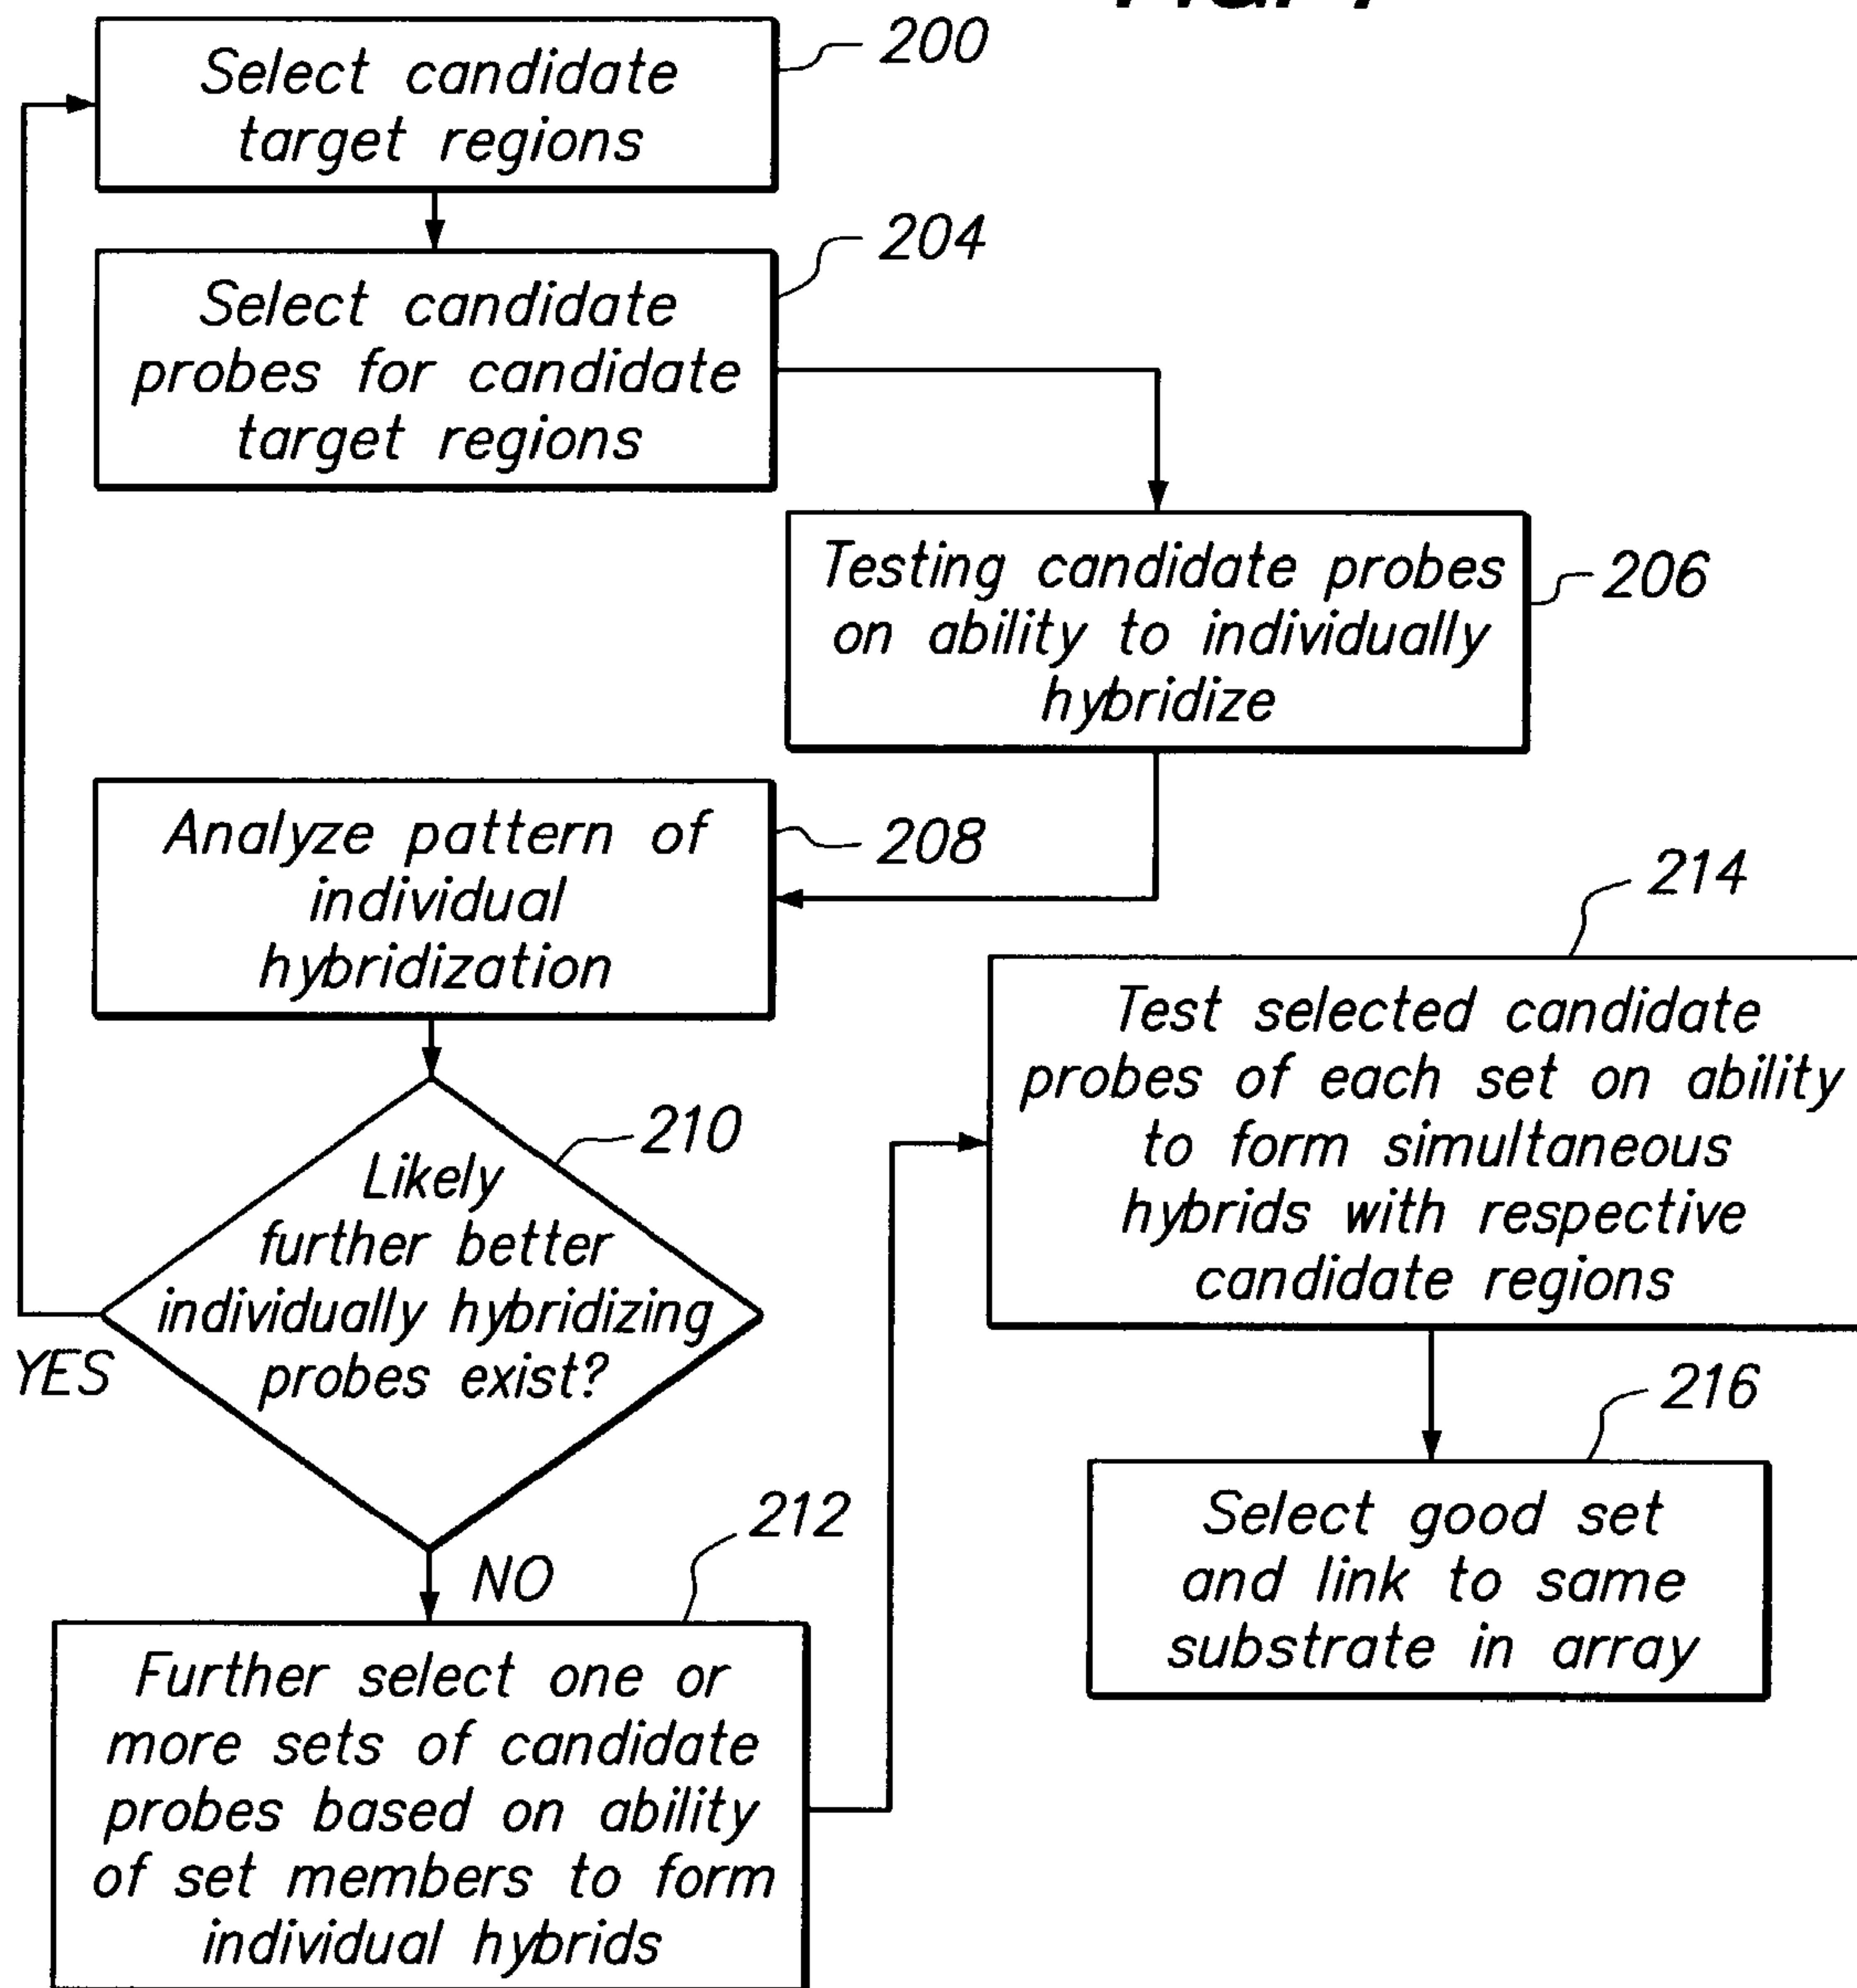 200
Select candidate
target regions
204
Select candidate
probes for candidate
target regions
Testing candidate probes
on ability to individually
hybridize
206
Analyze pattern of
individual
hybridization
208
210
Likely
further better
individually hybridizing
probes exist?
YES
NO
212
Further select one or
more sets of candidate
probes based on ability
of set members to form
individual hybrids
214
Test selected candidate
probes of each set on ability
to form simultaneous
hybrids with respective
candidate regions
216
Select good set
and link to same
substrate in array